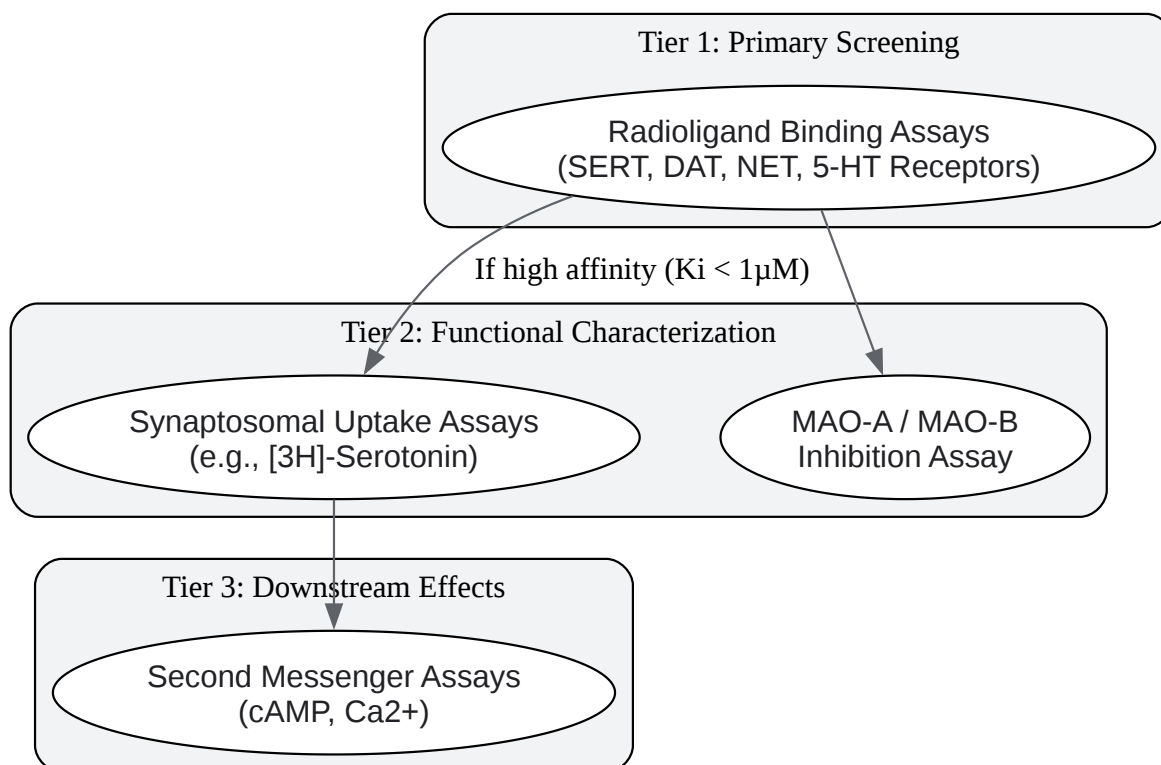 Tier 1: Primary Screening
Radioligand Binding Assays
(SERT, DAT, NET, 5-HT Receptors)
If high affinity (Ki < 1µM)
Tier 2: Functional Characterization
Synaptosomal Uptake Assays
(e.g., [3H]-Serotonin)
MAO-A / MAO-B
Inhibition Assay
Tier 3: Downstream Effects
Second Messenger Assays
(cAMP, Ca2+)